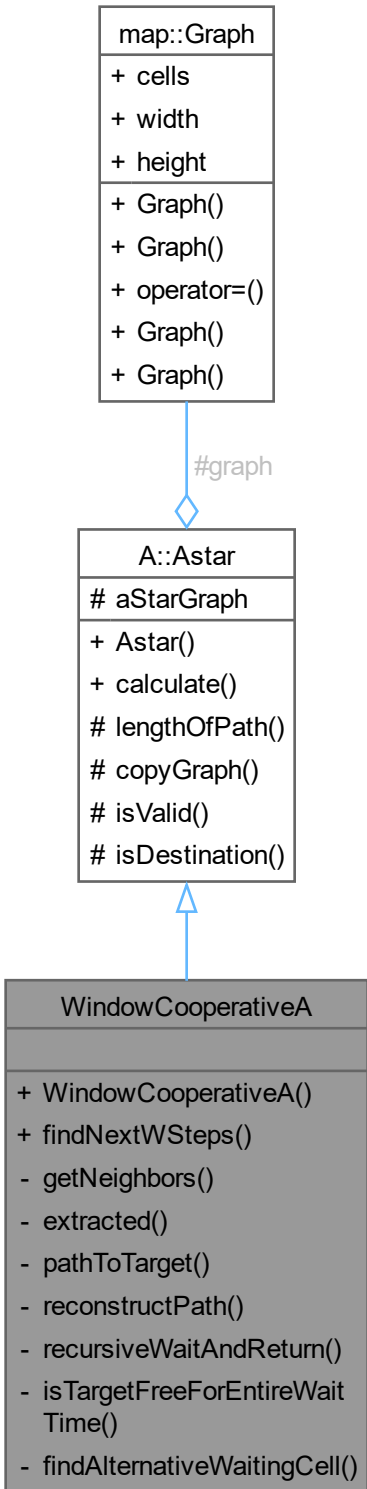 map::Graph
+ cells
+ width
+ height
+ Graph()
+ Graph()
+ operator=()
+ Graph()
+ Graph()
#graph
A::Astar
# aStarGraph
+ Astar()
+ calculate()
# lengthOfPath()
# copyGraph()
# isValid()
# isDestination()
WindowCooperativeA
+ WindowCooperativeA()
+ findNextWSteps()
- getNeighbors()
- extracted()
- pathToTarget()
- reconstructPath()
- recursiveWaitAndReturn()
- isTargetFreeForEntireWait
Time()
- findAlternativeWaitingCell()